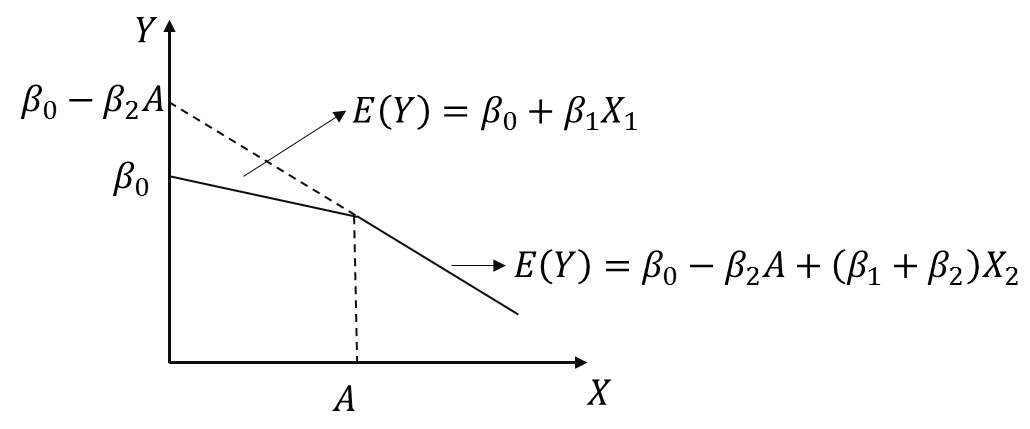 Y
β₀ − β₂A
E(Y) = β₀ + β₁X₁
β₀
E(Y) = β₀ − β₂A + (β₁ + β₂)X₂
A
X